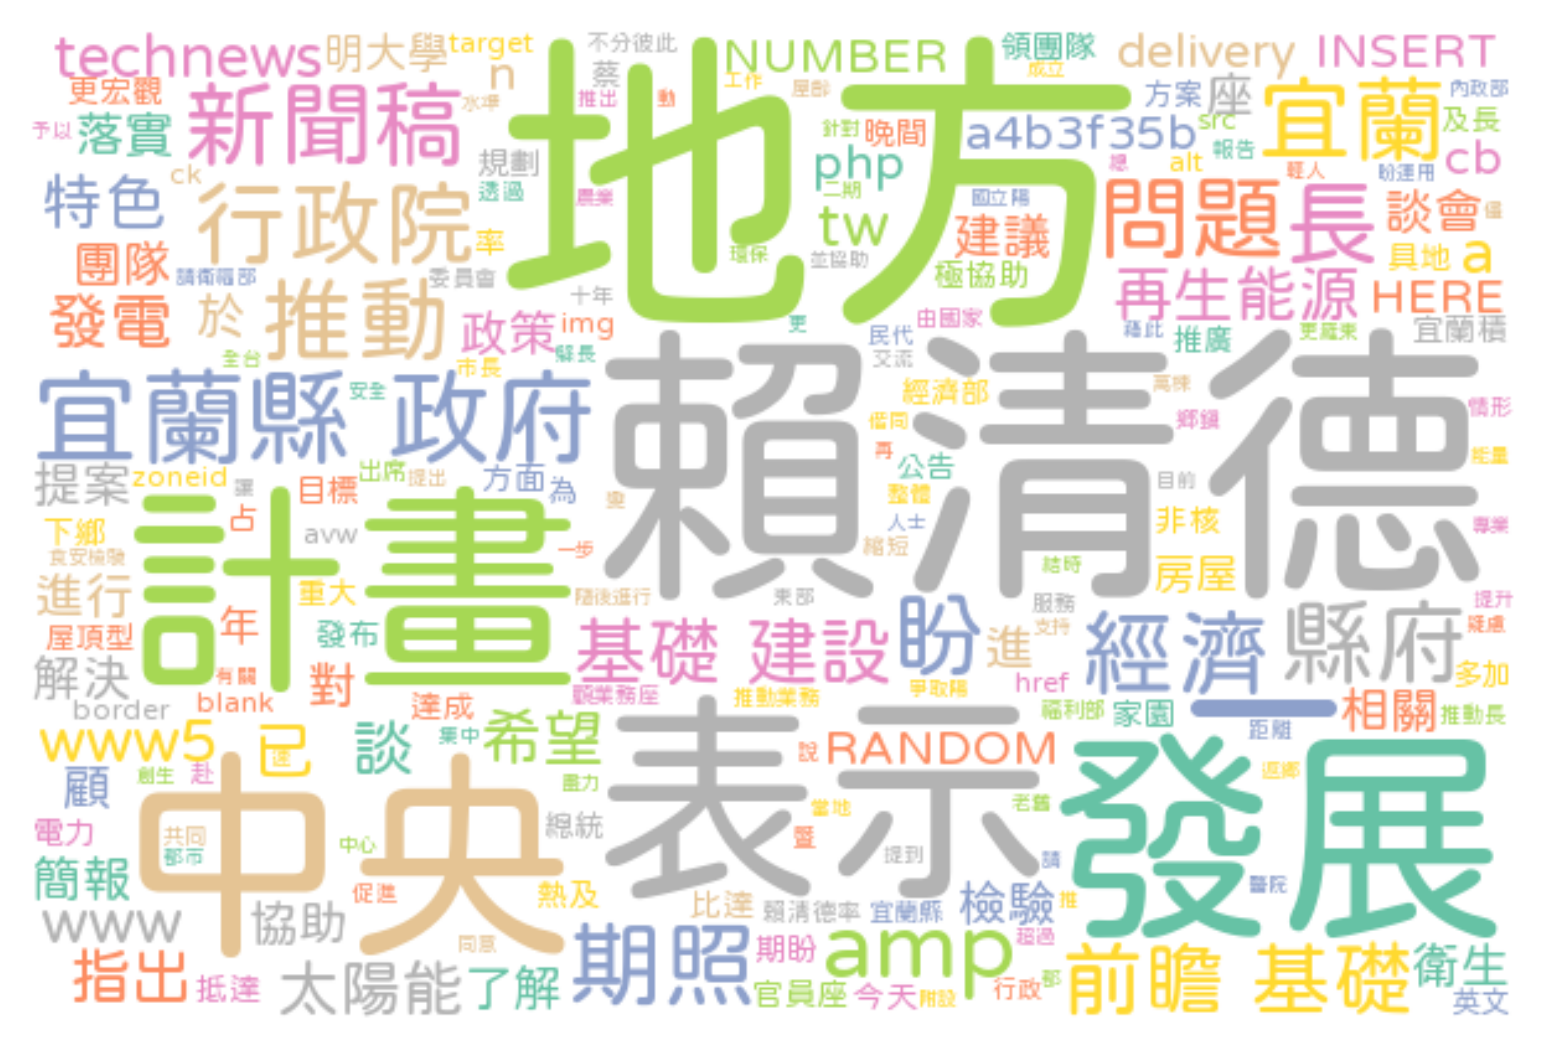 technews 明大學 target 不分彼此 NUMBER 領團隊 delivery INSERT
更宏觀 n 蔡 工作 成立 方案 座 宜蘭 內政部
新聞稿 水準 推出 動 屋齡 地方
予以 落實 規劃 針對 晚間 a4b3f35b src 及長
ck 透過 php 總 alt 報告 輕人 盼運用 cb
特色 行政院 農業 二期 國立陽 問題 長 談會
率 tw 建議 具地 a
團隊 請衛福部 委員會 環保 並協助 極協助 再生能源 HERE
發電 於 推動 十年 政策 img 更 由國家 藉此 推廣 更羅東 宜蘭積
全台 市長 縣長 民代 交流
宜蘭縣 政府 安全 賴清德 經濟部 萬棟 情形
偕同 鄉鎮
提案 zoneid 讓 目標 出席 提出 方面 為 再 公告 目前 能量
計畫 整體
下鄉 占 avw 一步 人士 非核 專業
食安檢驗 縮短 結時
進行 重大 隨後進行 東部 服務 房屋 提升
屋頂型 年 發布 基礎 建設 盼 進 支持 經濟 縣府 疑慮
解決 有關 對 觀業務座 推動業務 爭取陽 href 多加
border blank 達成 福利部 家園 一 相關 推動長
www5 已 談 集中 希望 表示 說 RANDOM 距離
顧 創生 赴 中央 盡力 當地 老舊 發展 返鄉
電力 共同 中心 總統 暨 提到 請
簡報 都市 促進 熱及 比達 賴清德率 宜蘭縣 檢驗 推 醫院
www 協助 同意 期照 期盼 amp 超過
指出 抵達 太陽能 了解 官員座 今天 附設 行政 部 前瞻 基礎 衛生
英文